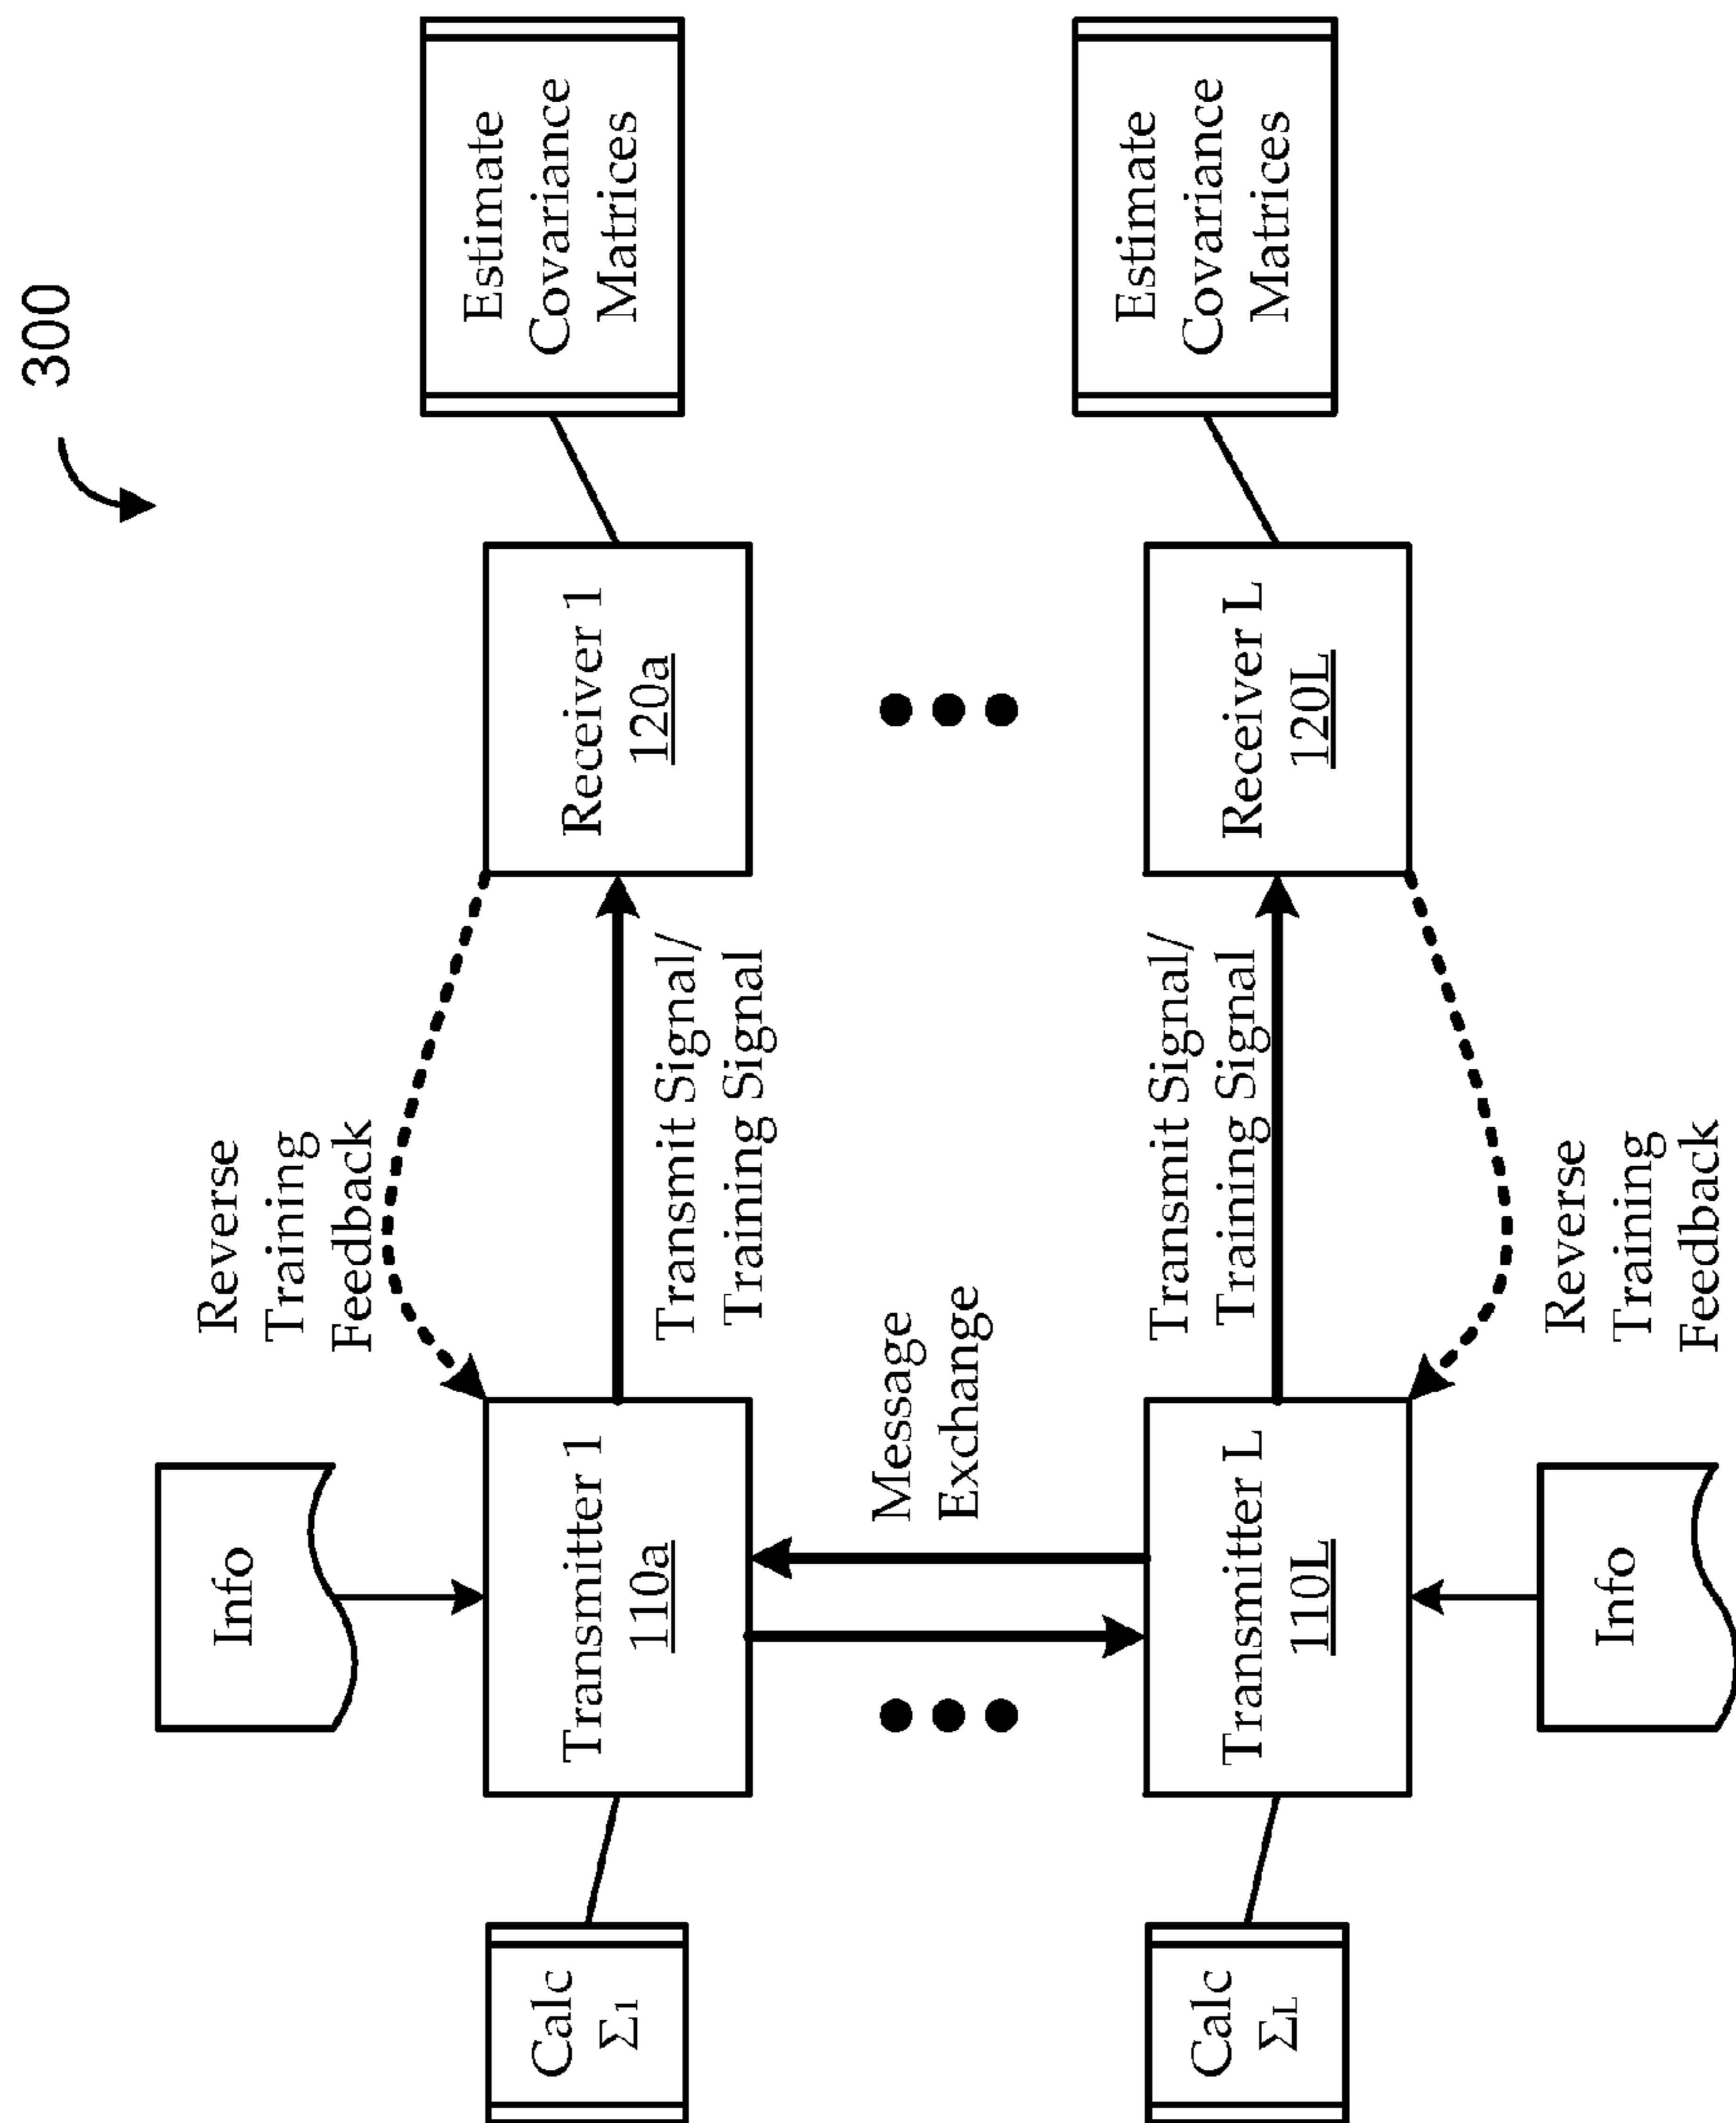 300
Info
Reverse
Training
Feedback
Calc
Σ1
Transmitter 1
110a
Transmit Signal/
Training Signal
Receiver 1
120a
Estimate
Covariance
Matrices
Message
Exchange
Calc
ΣL
Transmitter L
110L
Transmit Signal/
Training Signal
Receiver L
120L
Estimate
Covariance
Matrices
Info
Reverse
Training
Feedback